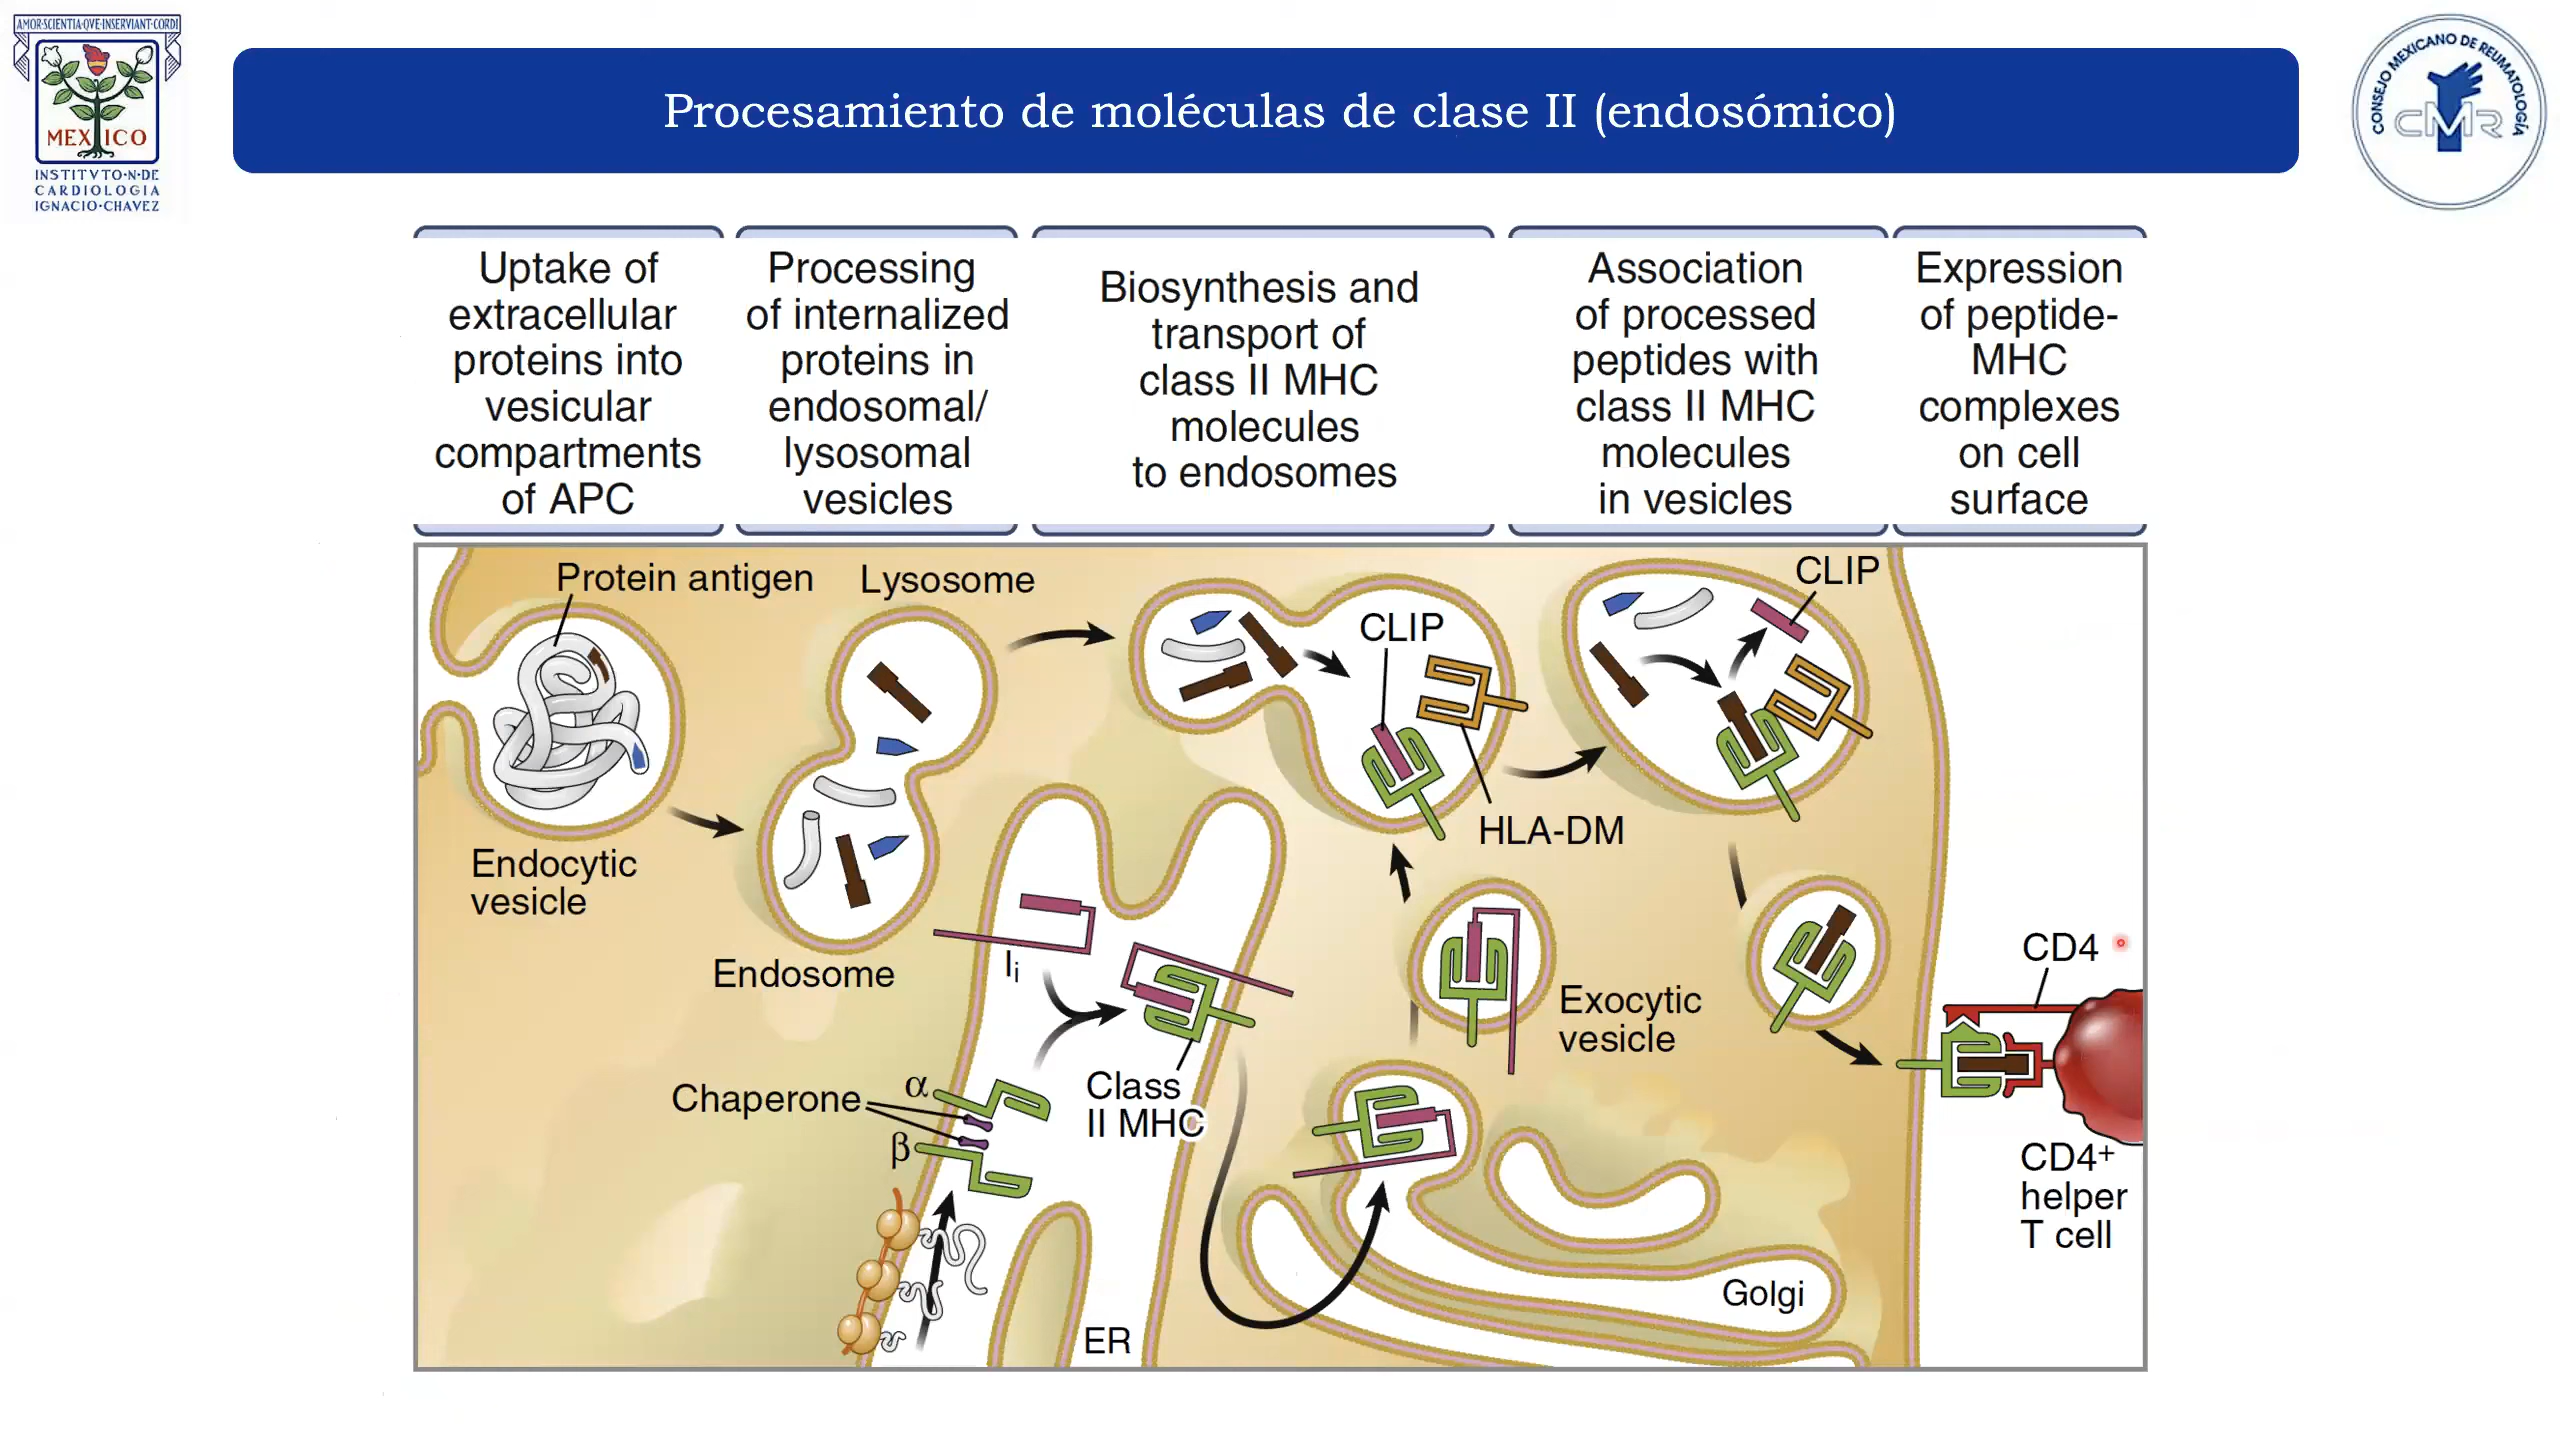 AMOR·SCIENTIA·QVE·INSERVIANT·CORDI
MEXICO
INSTITVTO·N·DE
CARDIOLOGIA
IGNACIO·CHAVEZ
Procesamiento de moléculas de clase II (endosómico)
CONSEJO MEXICANO DE REUMATOLOGÍA
CMR
Uptake of
extracellular
proteins into
vesicular
compartments
of APC
Processing
of internalized
proteins in
endosomal/
lysosomal
vesicles
Biosynthesis and
transport of
class II MHC
molecules
to endosomes
Association
of processed
peptides with
class II MHC
molecules
in vesicles
Expression
of peptide-
MHC
complexes
on cell
surface
Protein antigen
Lysosome
CLIP
CLIP
HLA-DM
Endocytic
vesicle
Endosome
Ii
Exocytic
vesicle
CD4
Chaperone
α
β
Class
II MHC
CD4+
helper
T cell
Golgi
ER